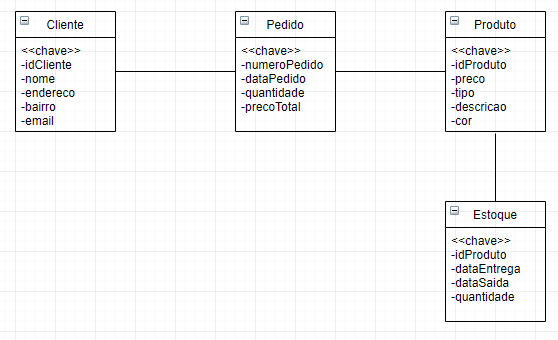 Cliente
<<chave>>
-idCliente
-nome
-endereco
-bairro
-email
Pedido
<<chave>>
-numeroPedido
-dataPedido
-quantidade
-precoTotal
Produto
<<chave>>
-idProduto
-preco
-tipo
-descricao
-cor
Estoque
<<chave>>
-idProduto
-dataEntrega
-dataSaida
-quantidade